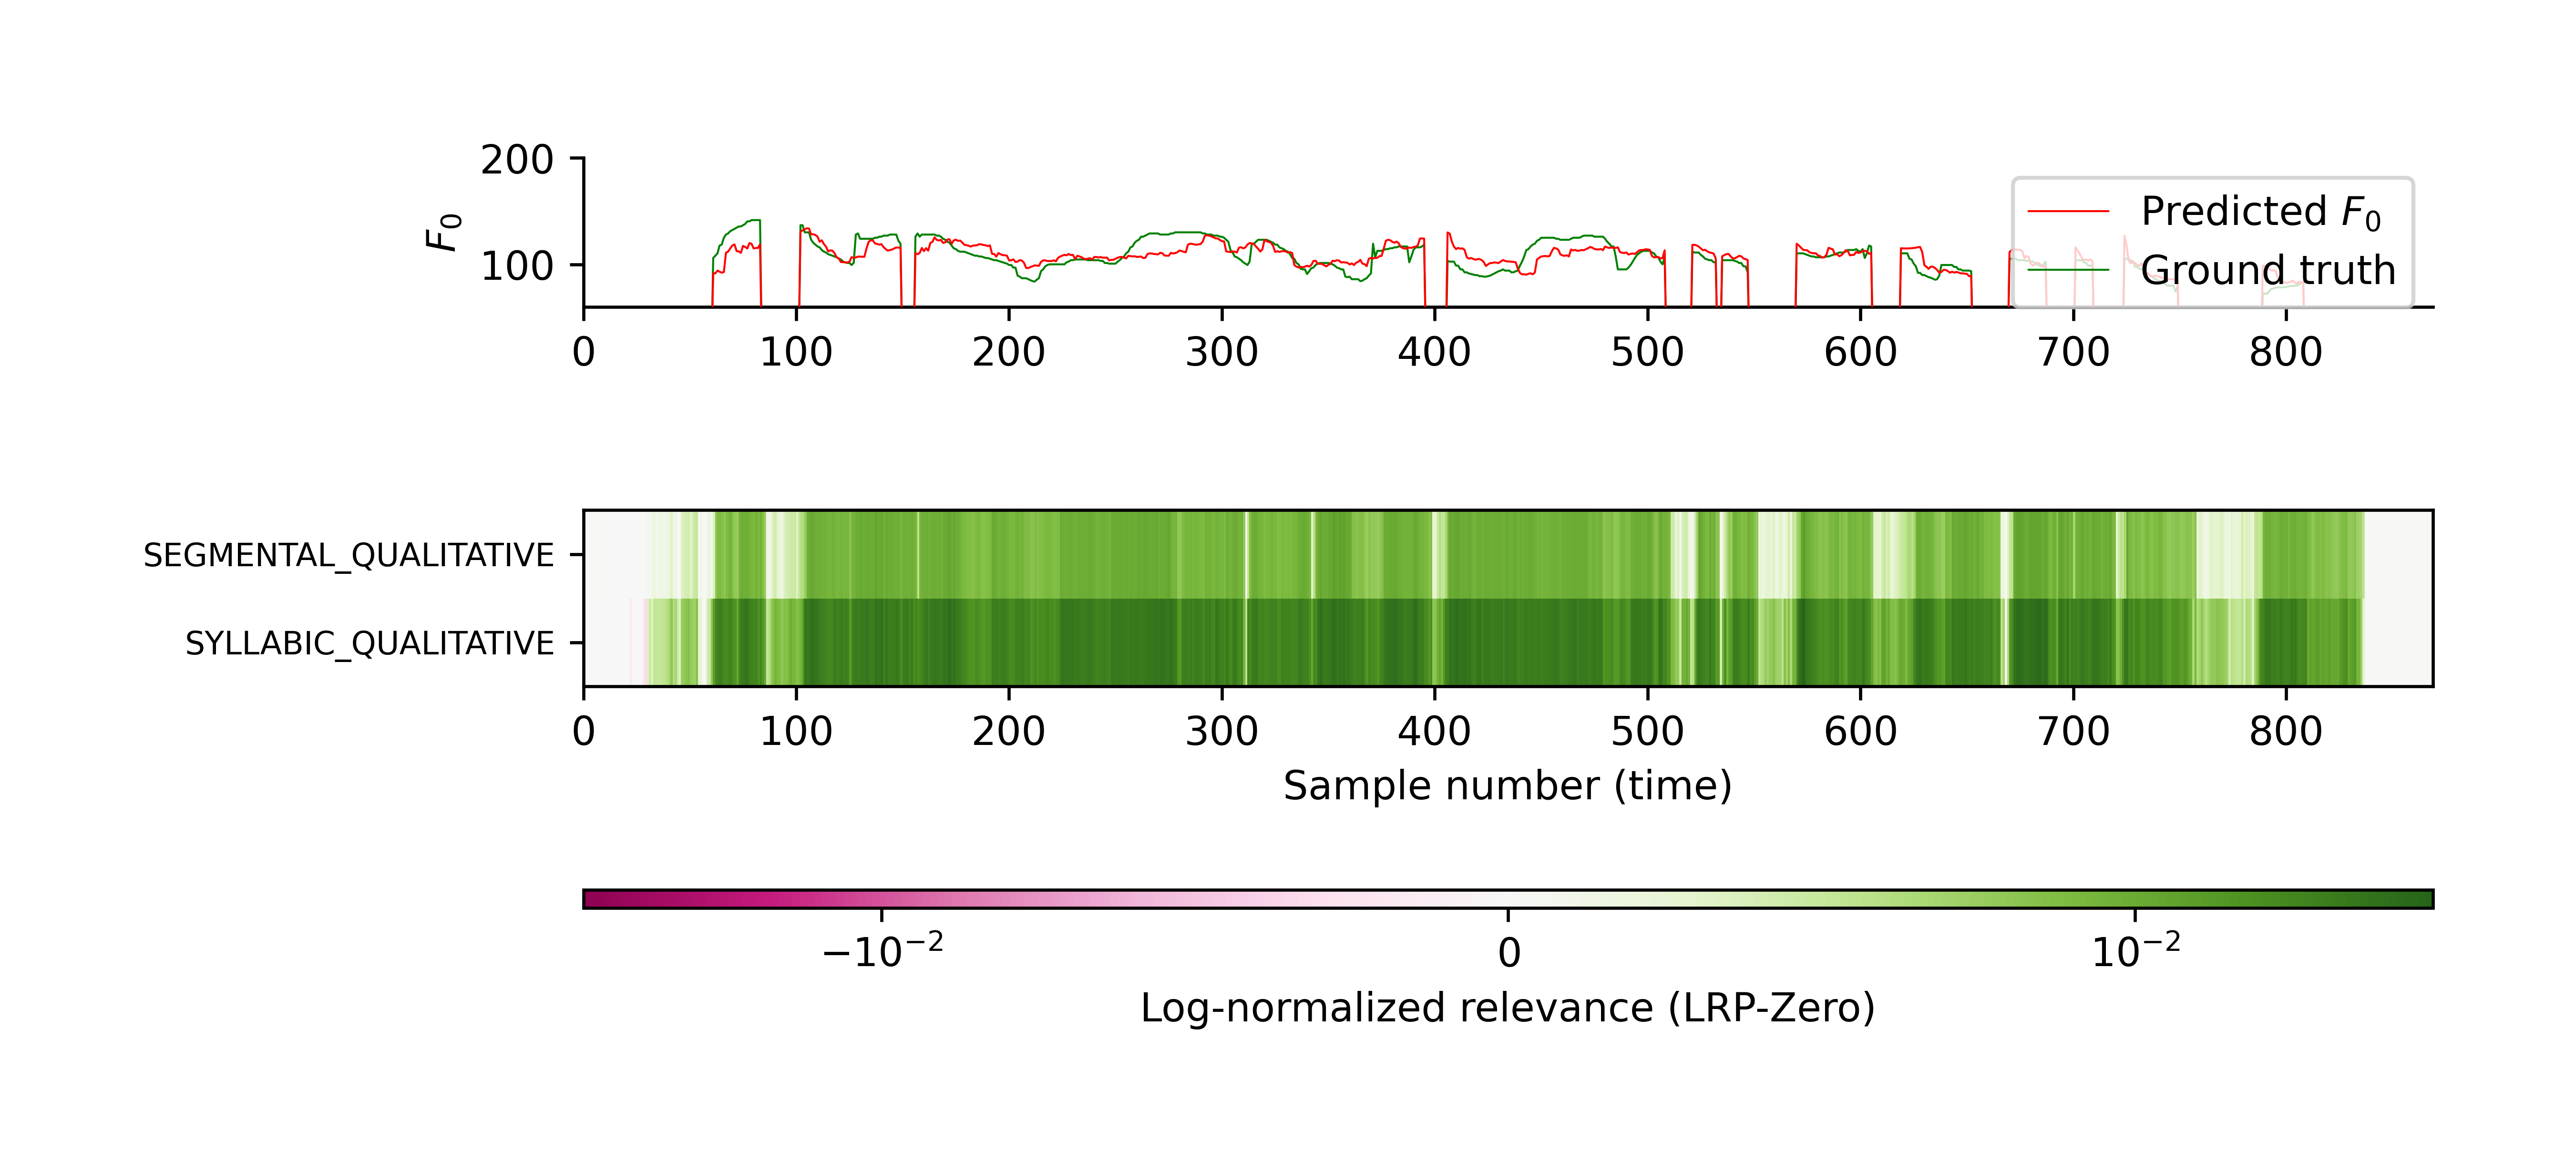 200
100
F₀
Predicted F₀
Ground truth
0 100 200 300 400 500 600 700 800
SEGMENTAL_QUALITATIVE
SYLLABIC_QUALITATIVE
0 100 200 300 400 500 600 700 800
Sample number (time)
−10⁻² 0 10⁻²
Log-normalized relevance (LRP-Zero)